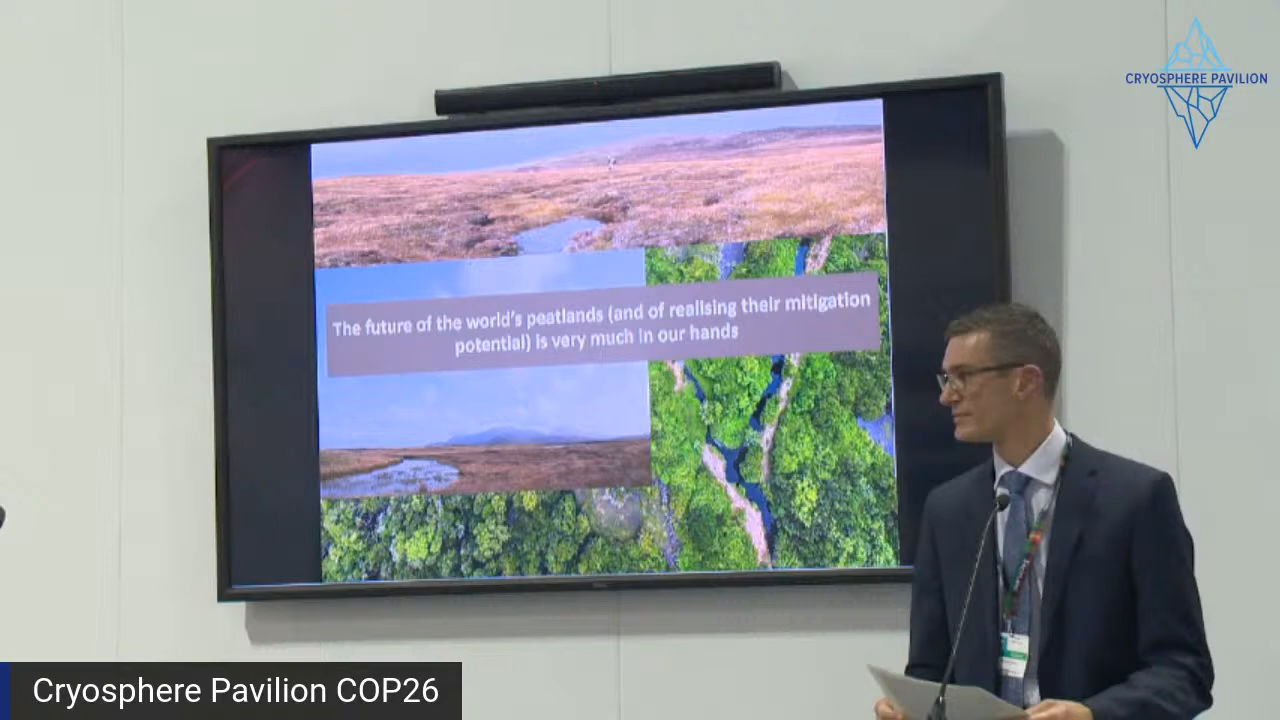 CRYOSPHERE PAVILION
The future of the world's peatlands (and of realising their mitigation
potential) is very much in our hands
Cryosphere Pavilion COP26